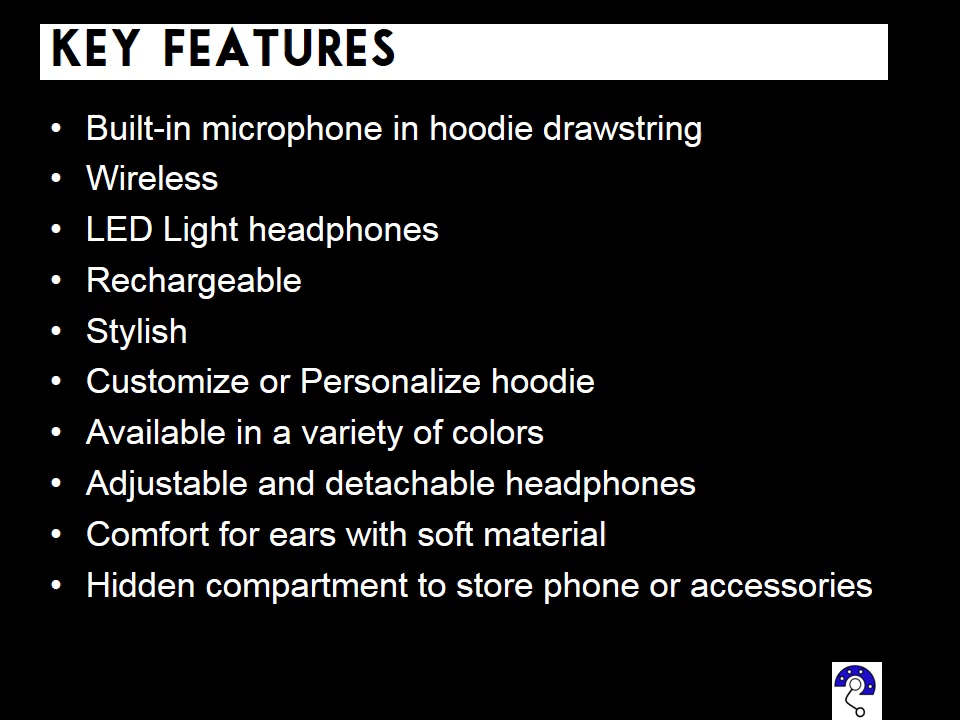 KEY FEATURES
• Built-in microphone in hoodie drawstring
• Wireless
• LED Light headphones
• Rechargeable
• Stylish
• Customize or Personalize hoodie
• Available in a variety of colors
• Adjustable and detachable headphones
• Comfort for ears with soft material
• Hidden compartment to store phone or accessories